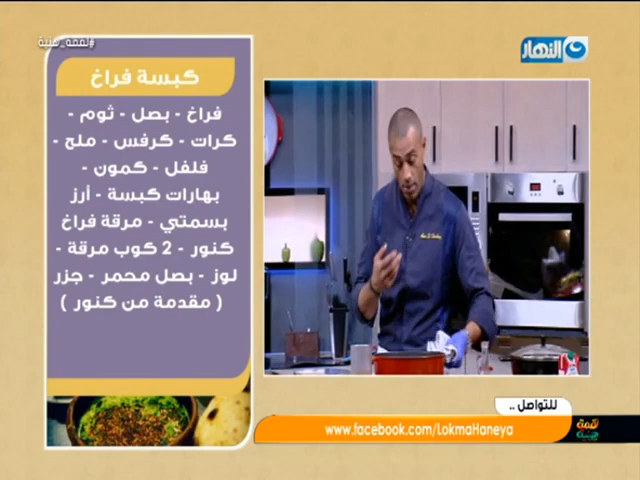 #لقمه_هنية
النهار
كبسة فراخ
فراخ - بصل - ثوم -
كرات - كرفس - ملح -
فلفل - كمون -
بهارات كبسة - أرز
بسمتي - مرقة فراخ
كنور - 2 كوب مرقة -
لوز - بصل محمر - جزر
( مقدمة من كنور )
للتواصل ..
www.facebook.com/LokmaHaneya
لقمة
هنية